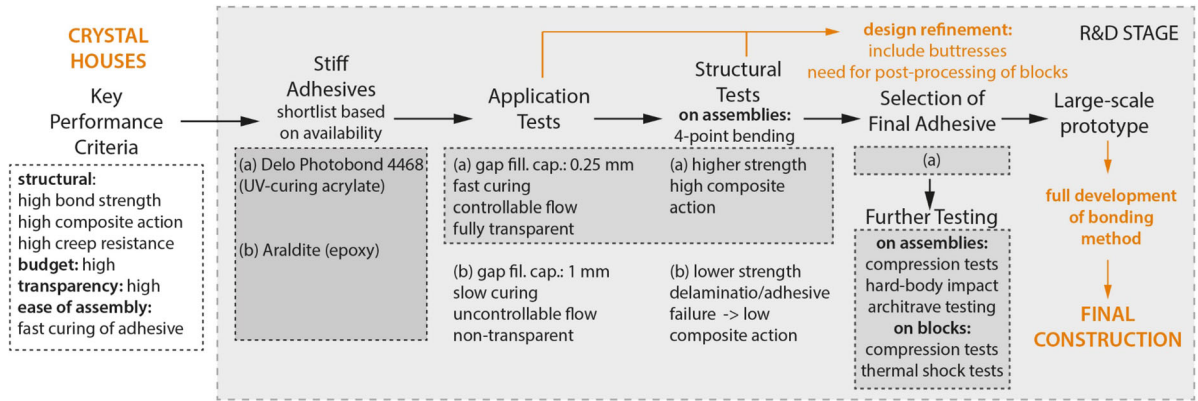 CRYSTAL
HOUSES
Key
Performance
Criteria
structural:
high bond strength
high composite action
high creep resistance
budget: high
transparency: high
ease of assembly:
fast curing of adhesive
Stiff
Adhesives
shortlist based
on availability
(a) Delo Photobond 4468
(UV-curing acrylate)
(b) Araldite (epoxy)
Application
Tests
(a) gap fill. cap.: 0.25 mm
fast curing
controllable flow
fully transparent
(b) gap fil. cap.: 1 mm
slow curing
uncontrollable flow
non-transparent
Structural
Tests
on assemblies:
4-point bending
(a) higher strength
high composite
action
(b) lower strength
delaminatio/adhesive
failure -> low
composite action
design refinement:
include buttresses
need for post-processing of blocks
R&D STAGE
Selection of
Final Adhesive
(a)
Further Testing
on assemblies:
compression tests
hard-body impact
architrave testing
on blocks:
compression tests
thermal shock tests
Large-scale
prototype
full development
of bonding
method
FINAL
CONSTRUCTION